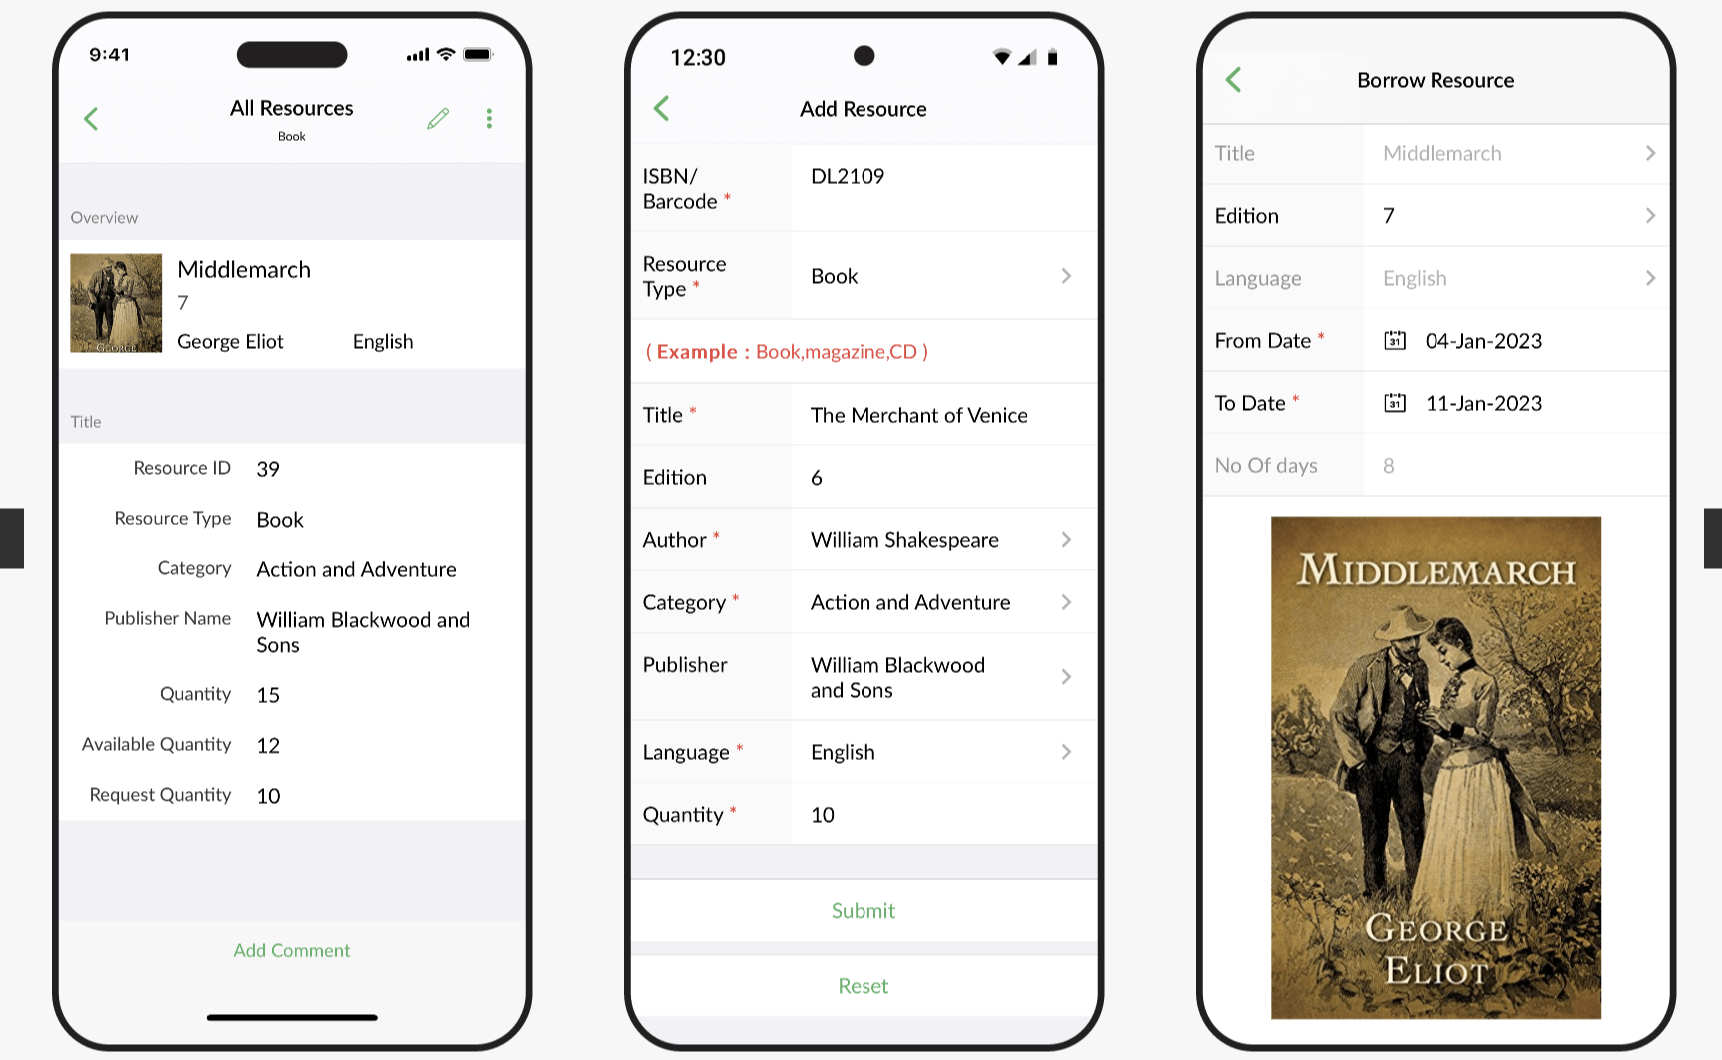 9:41
All Resources
Book
Overview
Middlemarch
7
George Eliot English
Title
Resource ID 39
Resource Type Book
Category Action and Adventure
Publisher Name William Blackwood and
Sons
Quantity 15
Available Quantity 12
Request Quantity 10
Add Comment
12:30
Add Resource
ISBN/ DL2109
Barcode *
Resource
Type * Book
( Example : Book,magazine,CD )
Title * The Merchant of Venice
Edition 6
Author * William Shakespeare
Category * Action and Adventure
Publisher William Blackwood
and Sons
Language * English
Quantity * 10
Submit
Reset
Borrow Resource
Title Middlemarch
Edition 7
Language English
From Date * 31 04-Jan-2023
To Date * 31 11-Jan-2023
No Of days 8
MIDDLEMARCH
GEORGE
ELIOT